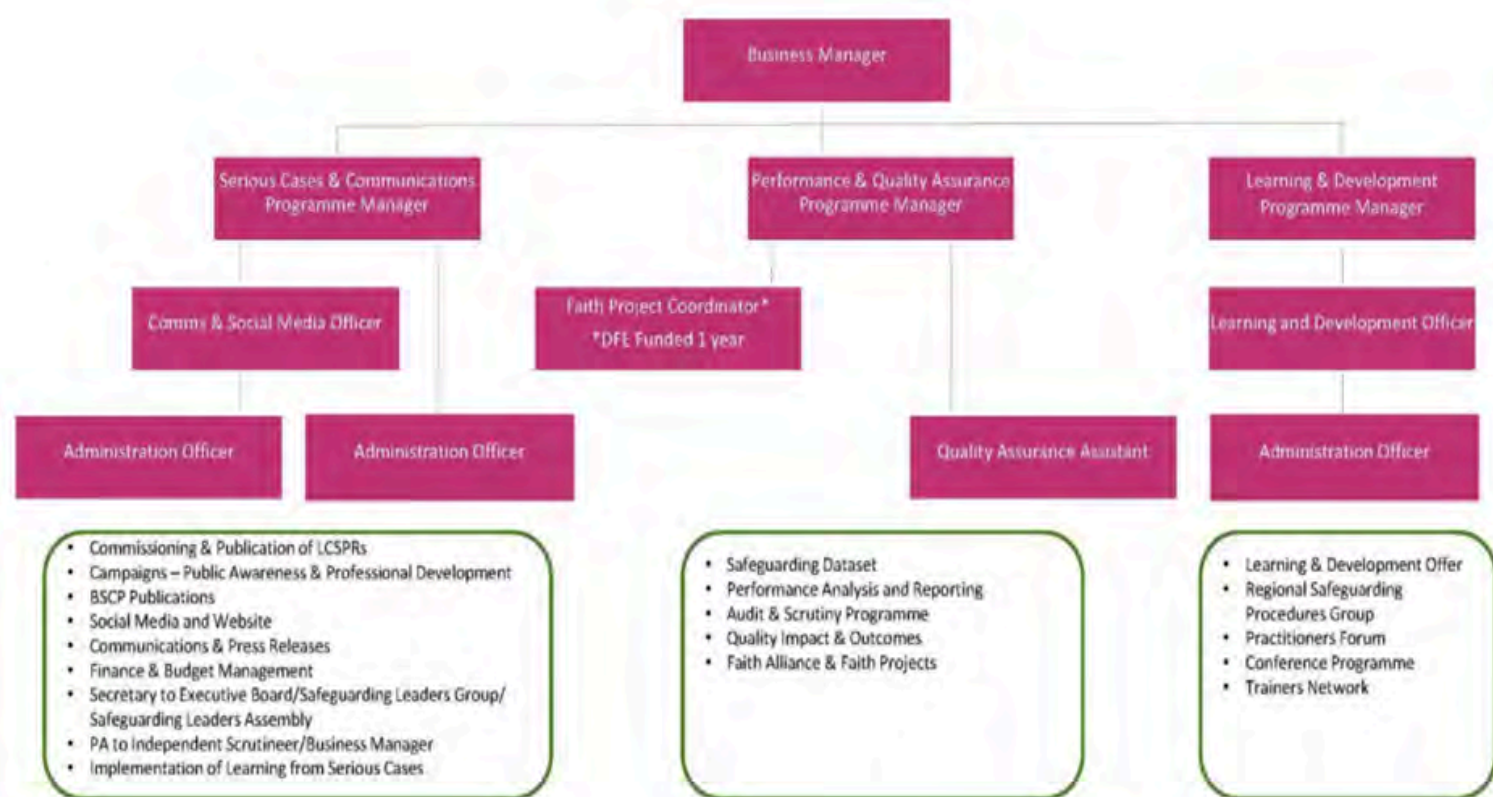 Business Manager
Serious Cases & Communications
Programme Manager
Performance & Quality Assurance
Programme Manager
Learning & Development
Programme Manager
Comms & Social Media Officer
Faith Project Coordinator*
*DFE Funded 1 year
Learning and Development Officer
Administration Officer
Administration Officer
Quality Assurance Assistant
Administration Officer
• Commissioning & Publication of LCSPRs
• Campaigns – Public Awareness & Professional Development
• BSCP Publications
• Social Media and Website
• Communications & Press Releases
• Finance & Budget Management
• Secretary to Executive Board/Safeguarding Leaders Group/
Safeguarding Leaders Assembly
• PA to Independent Scrutineer/Business Manager
• Implementation of Learning from Serious Cases
• Safeguarding Dataset
• Performance Analysis and Reporting
• Audit & Scrutiny Programme
• Quality Impact & Outcomes
• Faith Alliance & Faith Projects
• Learning & Development Offer
• Regional Safeguarding
Procedures Group
• Practitioners Forum
• Conference Programme
• Trainers Network